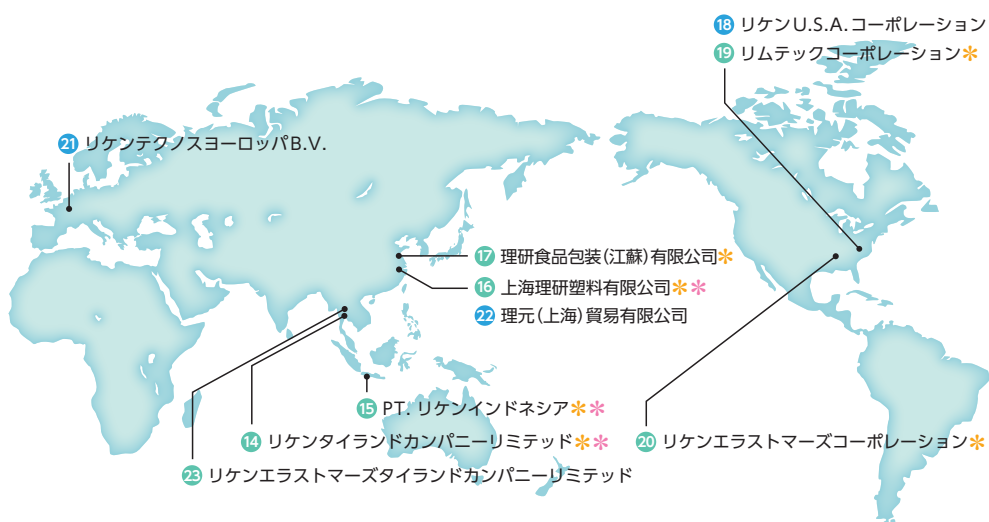 18 リケンU.S.A.コーポレーション
19 リムテックコーポレーション＊
21 リケンテクノスヨーロッパB.V.
17 理研食品包装（江蘇）有限公司＊
16 上海理研塑料有限公司＊＊
22 理元（上海）貿易有限公司
15 PT. リケンインドネシア＊＊
14 リケンタイランドカンパニーリミテッド＊＊
20 リケンエラストマーズコーポレーション＊
23 リケンエラストマーズタイランドカンパニーリミテッド